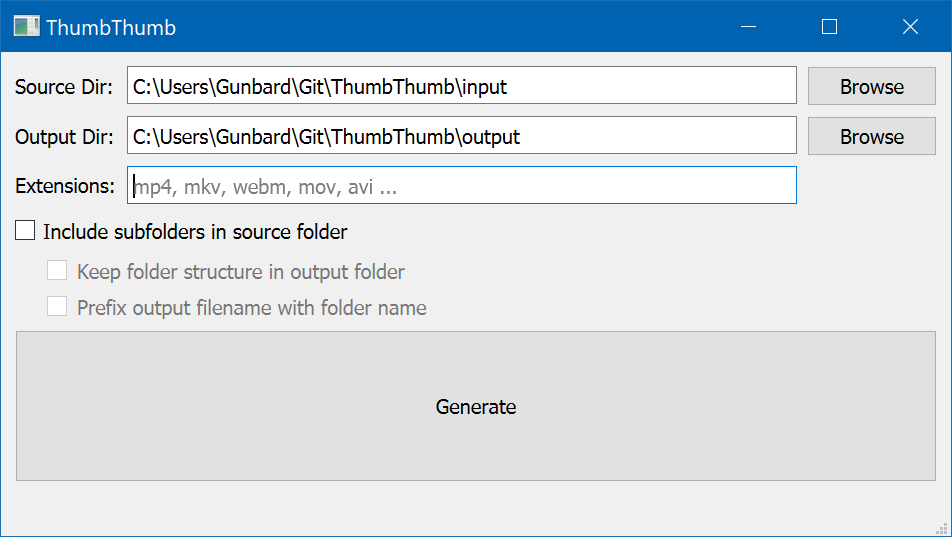 ThumbThumb
Source Dir: C:\Users\Gunbard\Git\ThumbThumb\input Browse
Output Dir: C:\Users\Gunbard\Git\ThumbThumb\output Browse
Extensions: mp4, mkv, webm, mov, avi ...
Include subfolders in source folder
Keep folder structure in output folder
Prefix output filename with folder name
Generate